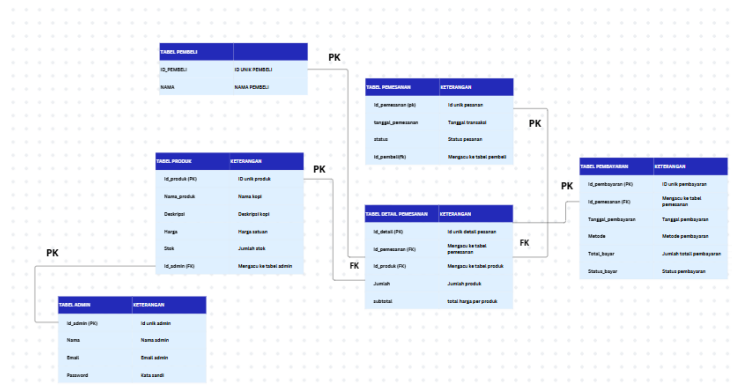 TABEL PEMBELI
ID_PEMBELI ID UNIK PEMBELI
NAMA NAMA PEMBELI
PK
TABEL PEMESANAN KETERANGAN
Id_pemesanan (pk) Id unik pesanan
tanggal_pemesanan Tanggal transaksi
status Status pesanan
id_pembeli(fk) Mengacu ke tabel pembeli
PK
TABEL PRODUK KETERANGAN
Id_produk (PK) ID unik produk
Nama_produk Nama kopi
Deskripsi Deskripsi kopi
Harga Harga satuan
Stok Jumlah stok
Id_admin (FK) Mengacu ke tabel admin
PK
TABEL PEMBAYARAN KETERANGAN
Id_pembayaran (PK) ID unik pembayaran
Id_pemesanan (FK) Mengacu ke tabel
pemesanan
Tanggal_pembayaran Tanggal pembayaran
Metode Metode pembayaran
Total_bayar Jumlah total pembayaran
Status_bayar Status pembayaran
PK
TABEL DETAIL PEMESANAN KETERANGAN
Id_detail (PK) Id unik detail pesanan
Id_pemesanan (FK) Mengacu ke tabel
pemesanan
Id_produk (FK) Mengacu ke tabel produk
Jumlah Jumlah produk
subtotal total harga per produk
FK
FK
PK
TABEL ADMIN KETERANGAN
Id_admin (PK) Id unik admin
Nama Nama admin
Email Email admin
Password Kata sandi